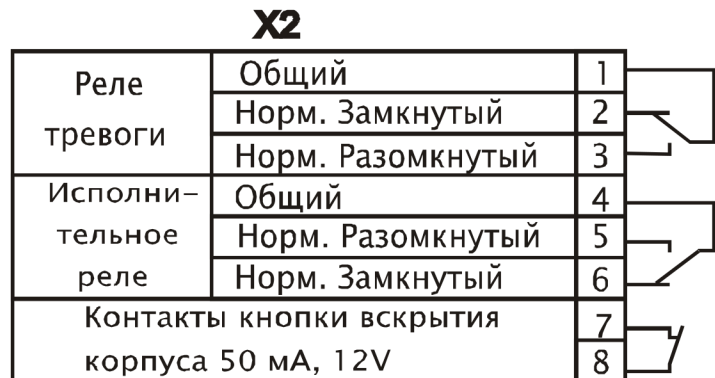 X2
Реле тревоги
Общий 1
Норм. Замкнутый 2
Норм. Разомкнутый 3
Исполни-
тельное
реле
Общий 4
Норм. Разомкнутый 5
Норм. Замкнутый 6
Контакты кнопки вскрытия 7
корпуса 50 мА, 12V 8